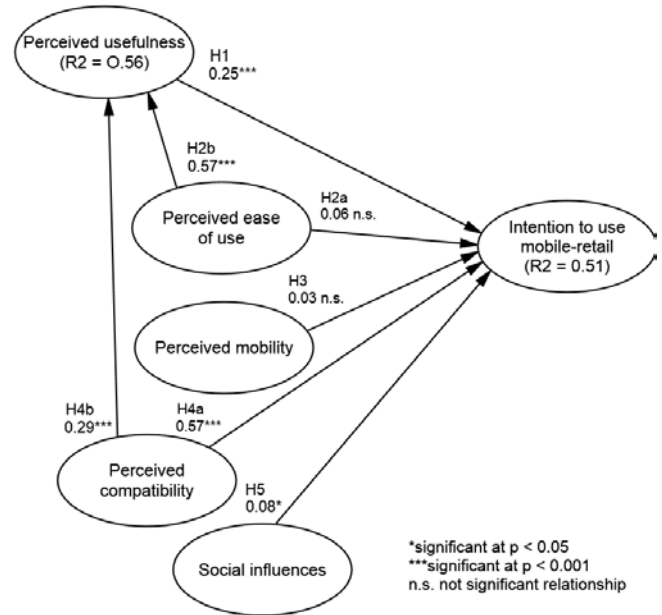 Perceived usefulness
(R2 = O.56)
H1
0.25***
H2b
0.57***
Perceived ease
of use
H2a
0.06 n.s.
Intention to use
mobile-retail
(R2 = 0.51)
H3
0.03 n.s.
Perceived mobility
H4b
0.29***
H4a
0.57***
Perceived
compatibility
H5
0.08*
Social influences
*significant at p < 0.05
***significant at p < 0.001
n.s. not significant relationship